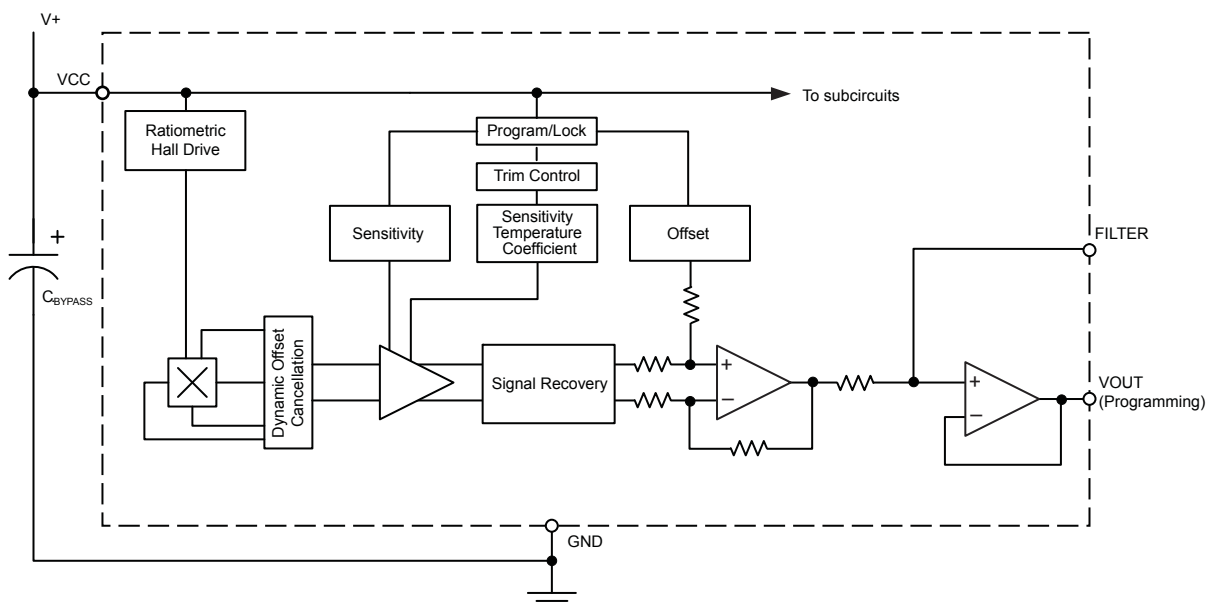 V+
VCC
To subcircuits
Ratiometric
Hall Drive
Program/Lock
Trim Control
Sensitivity
Sensitivity
Temperature
Coefficient
Offset
FILTER
+
CBYPASS
Dynamic Offset
Cancellation
Signal Recovery
+
−
+
−
VOUT
(Programming)
GND